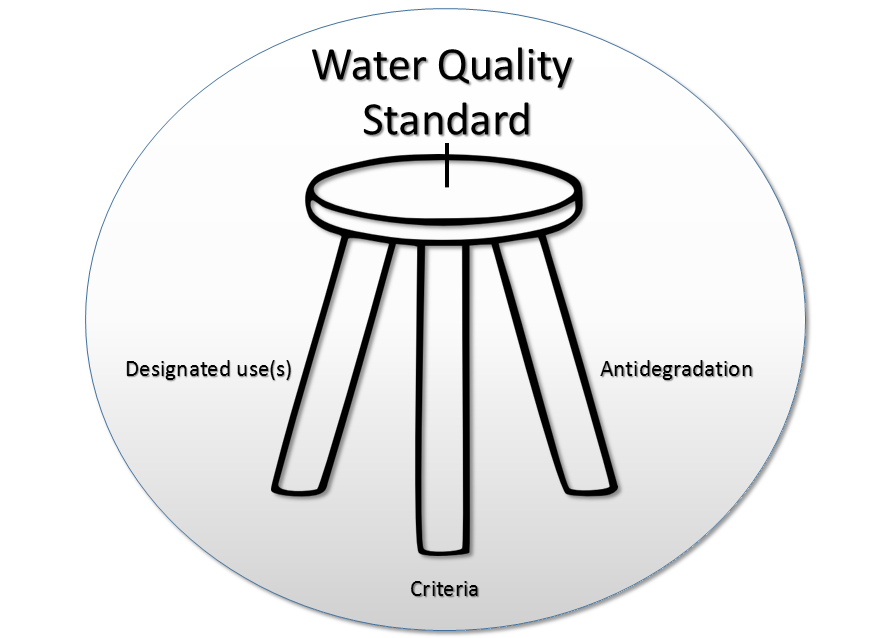 Water Quality
Standard
Designated use(s)
Antidegradation
Criteria